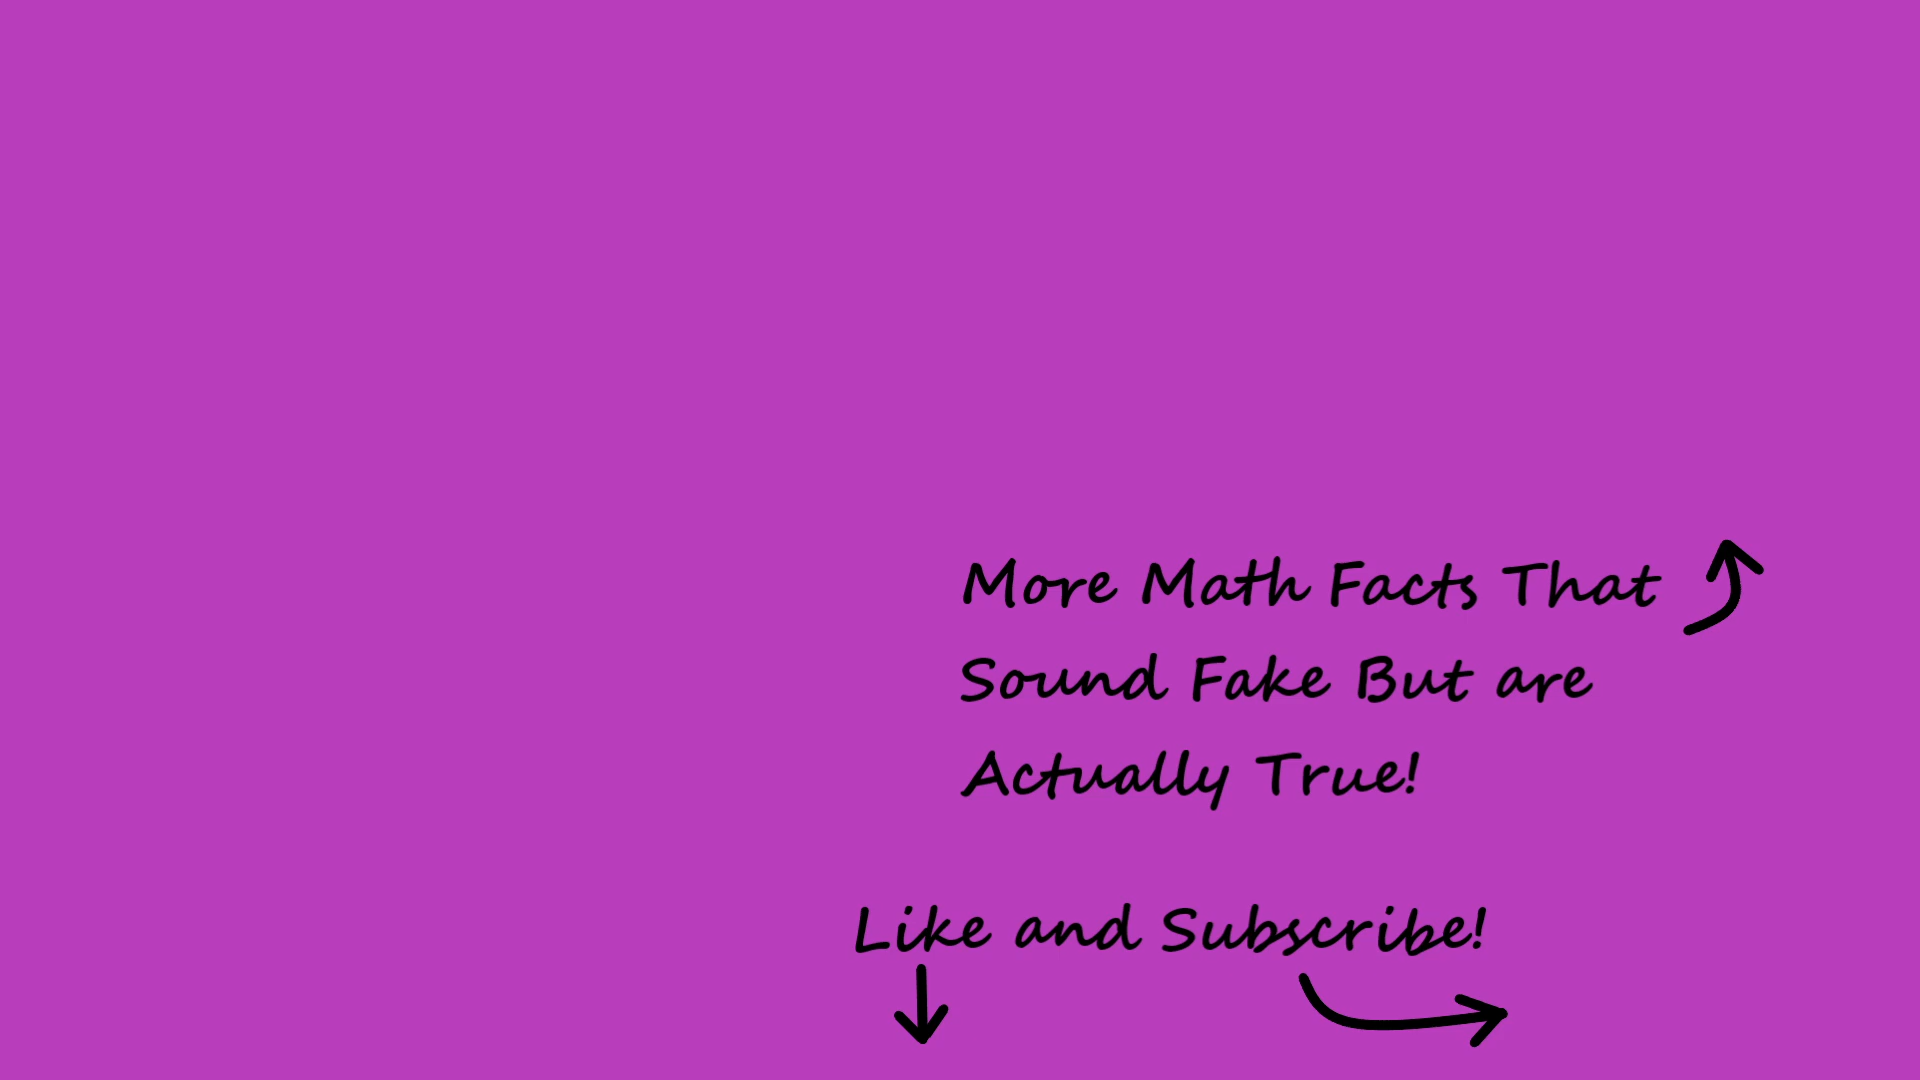 More Math Facts That
Sound Fake But are
Actually True!
Like and Subscribe!